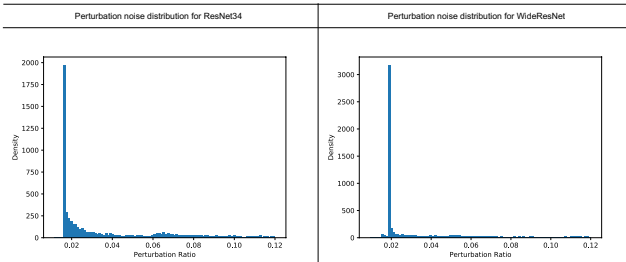 Perturbation noise distribution for ResNet34
Perturbation noise distribution for WideResNet
2000
1750
1500
1250
1000
750
500
250
0
Density
0.02 0.04 0.06 0.08 0.10 0.12
Perturbation Ratio
3000
2500
2000
1500
1000
500
0
Density
0.02 0.04 0.06 0.08 0.10 0.12
Perturbation Ratio